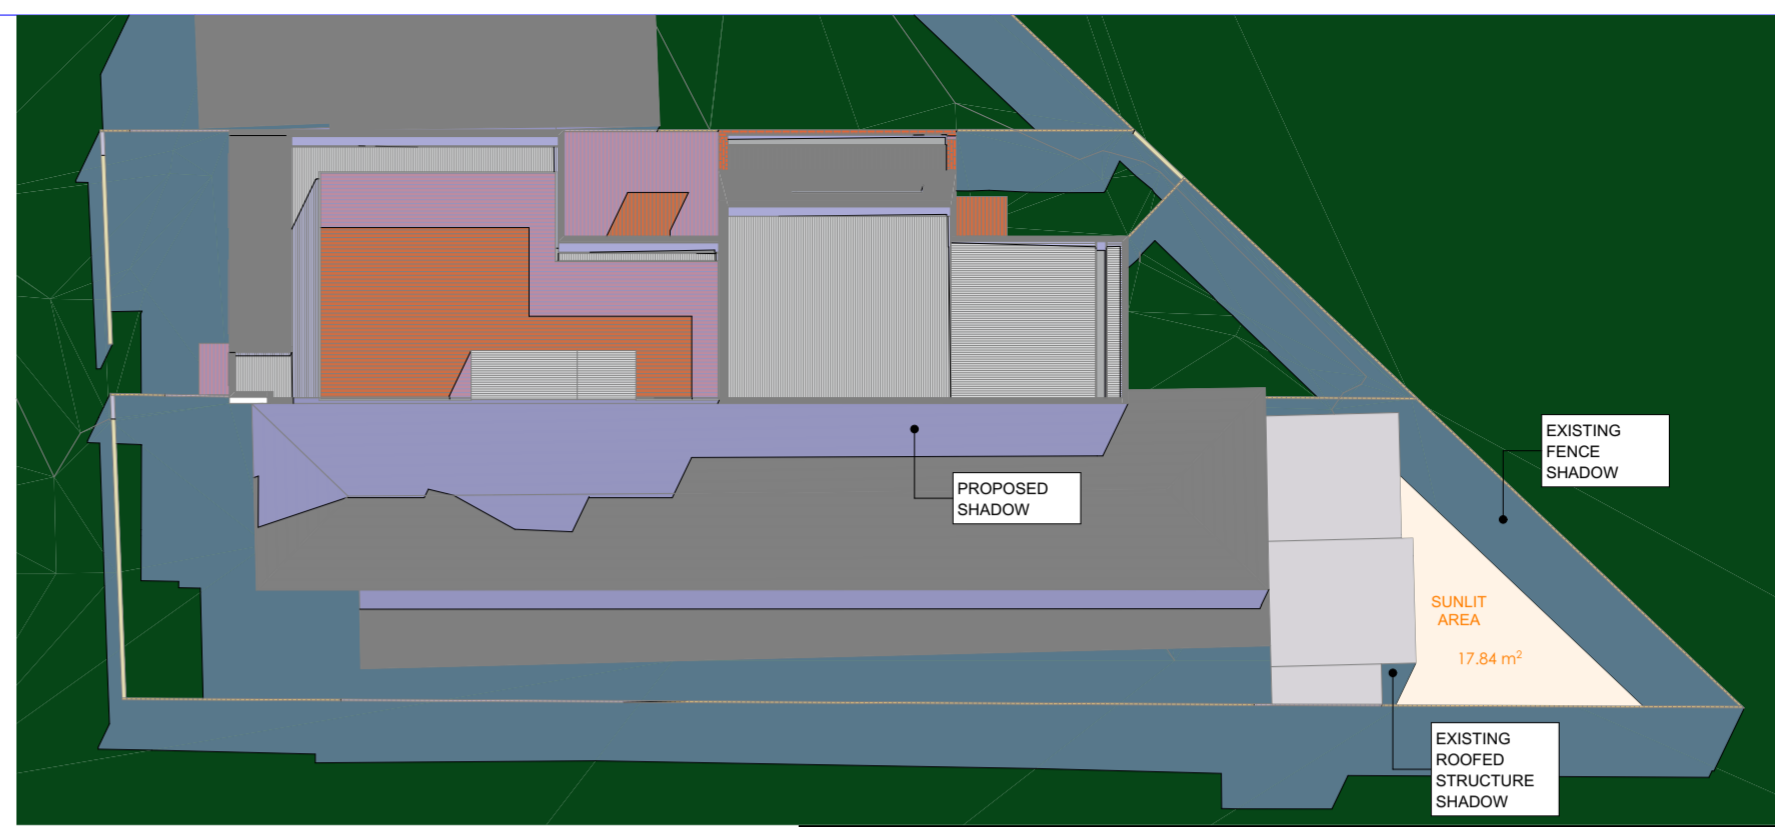 EXISTING
FENCE
SHADOW
PROPOSED
SHADOW
SUNLIT
AREA
17.84 m²
EXISTING
ROOFED
STRUCTURE
SHADOW